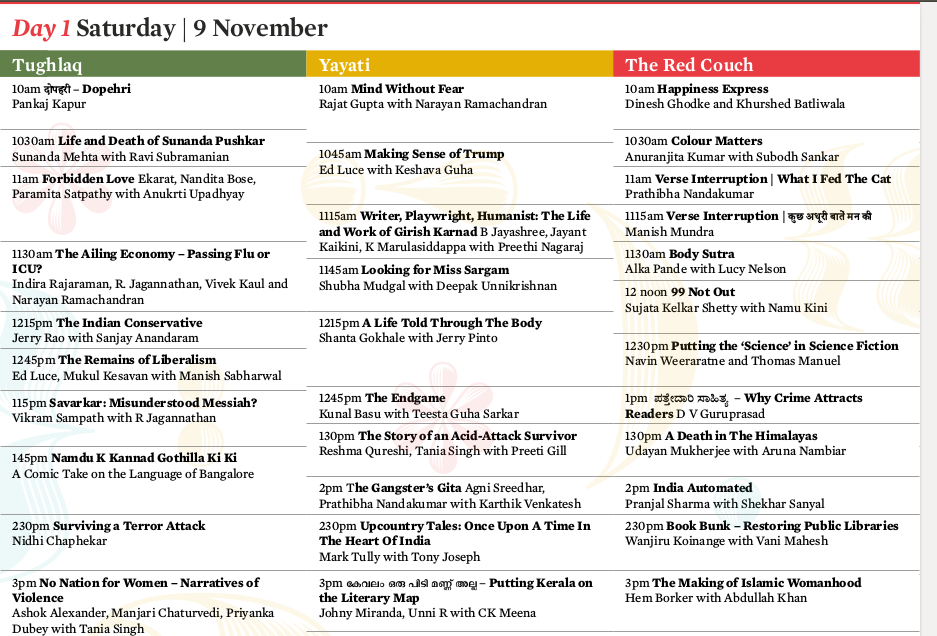 Day 1 Saturday | 9 November
Tughlaq
10am दोपहरी – Dopehri
Pankaj Kapur
1030am Life and Death of Sunanda Pushkar
Sunanda Mehta with Ravi Subramanian
11am Forbidden Love Ekarat, Nandita Bose,
Paramita Satpathy with Anukrti Upadhyay
1130am The Ailing Economy – Passing Flu or
ICU?
Indira Rajaraman, R. Jagannathan, Vivek Kaul and
Narayan Ramachandran
1215pm The Indian Conservative
Jerry Rao with Sanjay Anandaram
1245pm The Remains of Liberalism
Ed Luce, Mukul Kesavan with Manish Sabharwal
115pm Savarkar: Misunderstood Messiah?
Vikram Sampath with R Jagannathan
145pm Namdu K Kannad Gothilla Ki Ki
A Comic Take on the Language of Bangalore
230pm Surviving a Terror Attack
Nidhi Chaphekar
3pm No Nation for Women – Narratives of
Violence
Ashok Alexander, Manjari Chaturvedi, Priyanka
Dubey with Tania Singh
Yayati
10am Mind Without Fear
Rajat Gupta with Narayan Ramachandran
1045am Making Sense of Trump
Ed Luce with Keshava Guha
1115am Writer, Playwright, Humanist: The Life
and Work of Girish Karnad B Jayashree, Jayant
Kaikini, K Marulasiddappa with Preethi Nagaraj
1145am Looking for Miss Sargam
Shubha Mudgal with Deepak Unnikrishnan
1215pm A Life Told Through The Body
Shanta Gokhale with Jerry Pinto
1245pm The Endgame
Kunal Basu with Teesta Guha Sarkar
130pm The Story of an Acid-Attack Survivor
Reshma Qureshi, Tania Singh with Preeti Gill
2pm The Gangster's Gita Agni Sreedhar,
Prathibha Nandakumar with Karthik Venkatesh
230pm Upcountry Tales: Once Upon A Time In
The Heart Of India
Mark Tully with Tony Joseph
3pm കേവലം ഒരു പിടി മണ്ണ് അല്ല – Putting Kerala on
the Literary Map
Johny Miranda, Unni R with CK Meena
The Red Couch
10am Happiness Express
Dinesh Ghodke and Khurshed Batliwala
1030am Colour Matters
Anuranjita Kumar with Subodh Sankar
11am Verse Interruption | What I Fed The Cat
Prathibha Nandakumar
1115am Verse Interruption | कुछ अधूरी बातें मन की
Manish Mundra
1130am Body Sutra
Alka Pande with Lucy Nelson
12 noon 99 Not Out
Sujata Kelkar Shetty with Namu Kini
1230pm Putting the 'Science' in Science Fiction
Navin Weeraratne and Thomas Manuel
1pm ಪತ್ತೇದಾರಿ ಸಾಹಿತ್ಯ – Why Crime Attracts
Readers D V Guruprasad
130pm A Death in The Himalayas
Udayan Mukherjee with Aruna Nambiar
2pm India Automated
Pranjal Sharma with Shekhar Sanyal
230pm Book Bunk – Restoring Public Libraries
Wanjiru Koinange with Vani Mahesh
3pm The Making of Islamic Womanhood
Hem Borker with Abdullah Khan